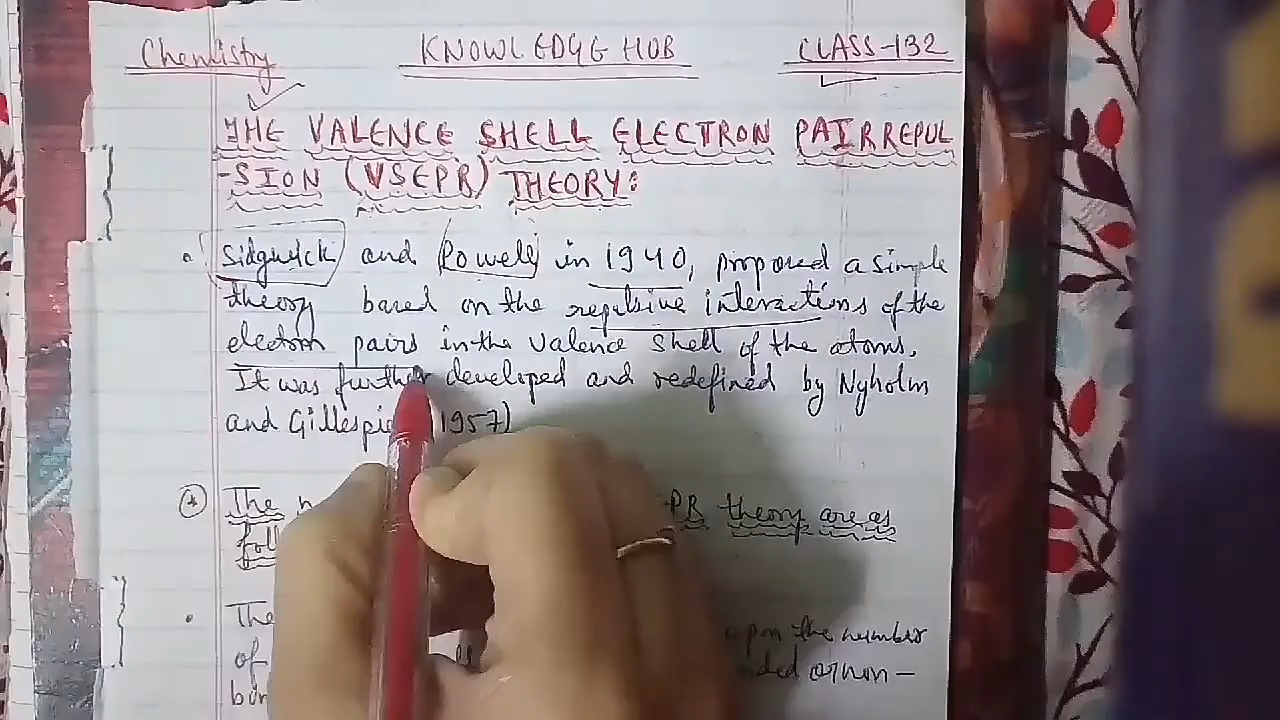 Chemistry KNOWLEDGE HUB CLASS-132
THE VALENCE SHELL ELECTRON PAIR REPUL
-SION (VSEPR) THEORY:
Sidgwick and Powell in 1940, proposed a simple
theory based on the repulsive interactions of the
electron pairs in the valence shell of the atoms.
It was further developed and redefined by Nyholm
and Gillespie (1957)
The PR theory are as
The upon the number
of or non-